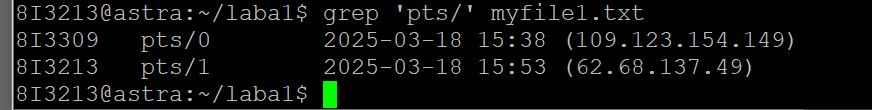 8I3213@astra:~/laba1$ grep 'pts/' myfile1.txt
8I3309   pts/0        2025-03-18 15:38 (109.123.154.149)
8I3213   pts/1        2025-03-18 15:53 (62.68.137.49)
8I3213@astra:~/laba1$